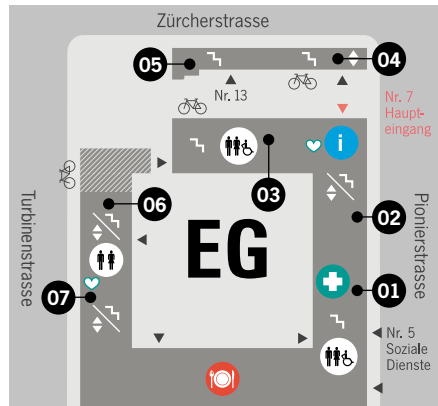 Zürcherstrasse
05
04
Nr. 13
Nr. 7
Haupt-
eingang
i
03
02
06
EG
Turbinenstrasse
Pionierstrasse
07
01
Nr. 5
Soziale
Dienste